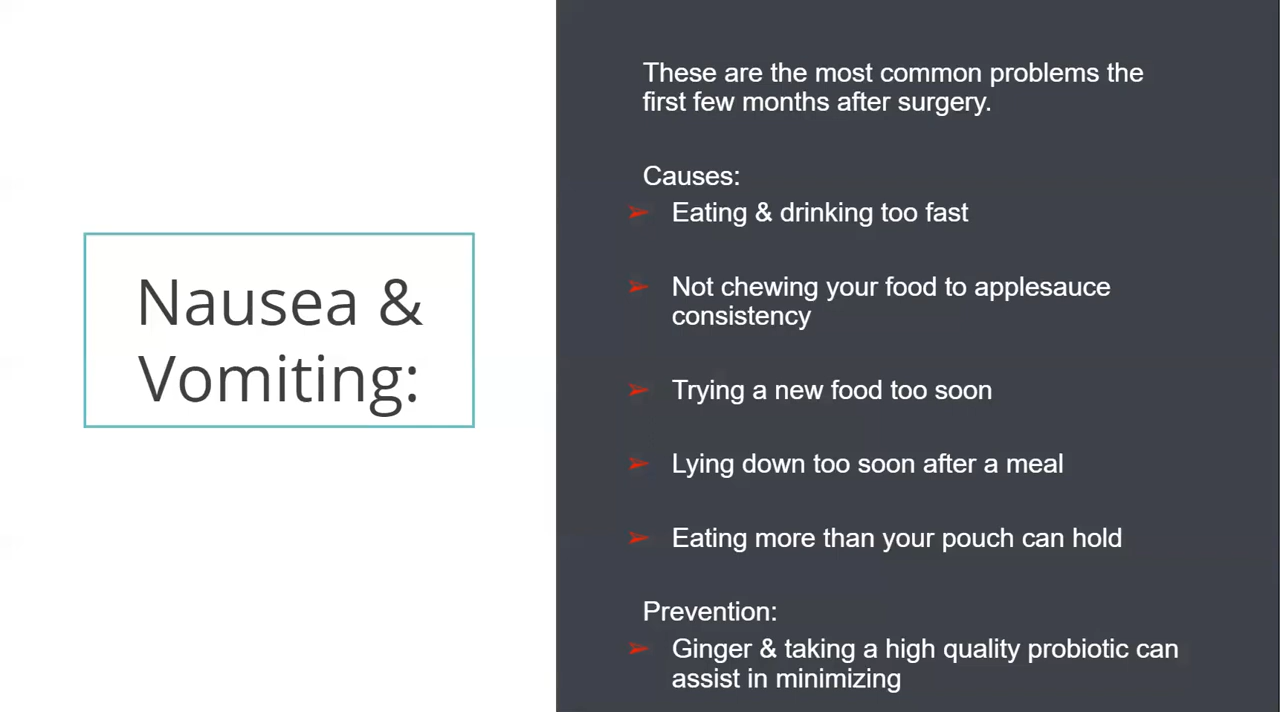 Nausea &
Vomiting:
These are the most common problems the
first few months after surgery.
Causes:
➢ Eating & drinking too fast
➢ Not chewing your food to applesauce
consistency
➢ Trying a new food too soon
➢ Lying down too soon after a meal
➢ Eating more than your pouch can hold
Prevention:
➢ Ginger & taking a high quality probiotic can
assist in minimizing